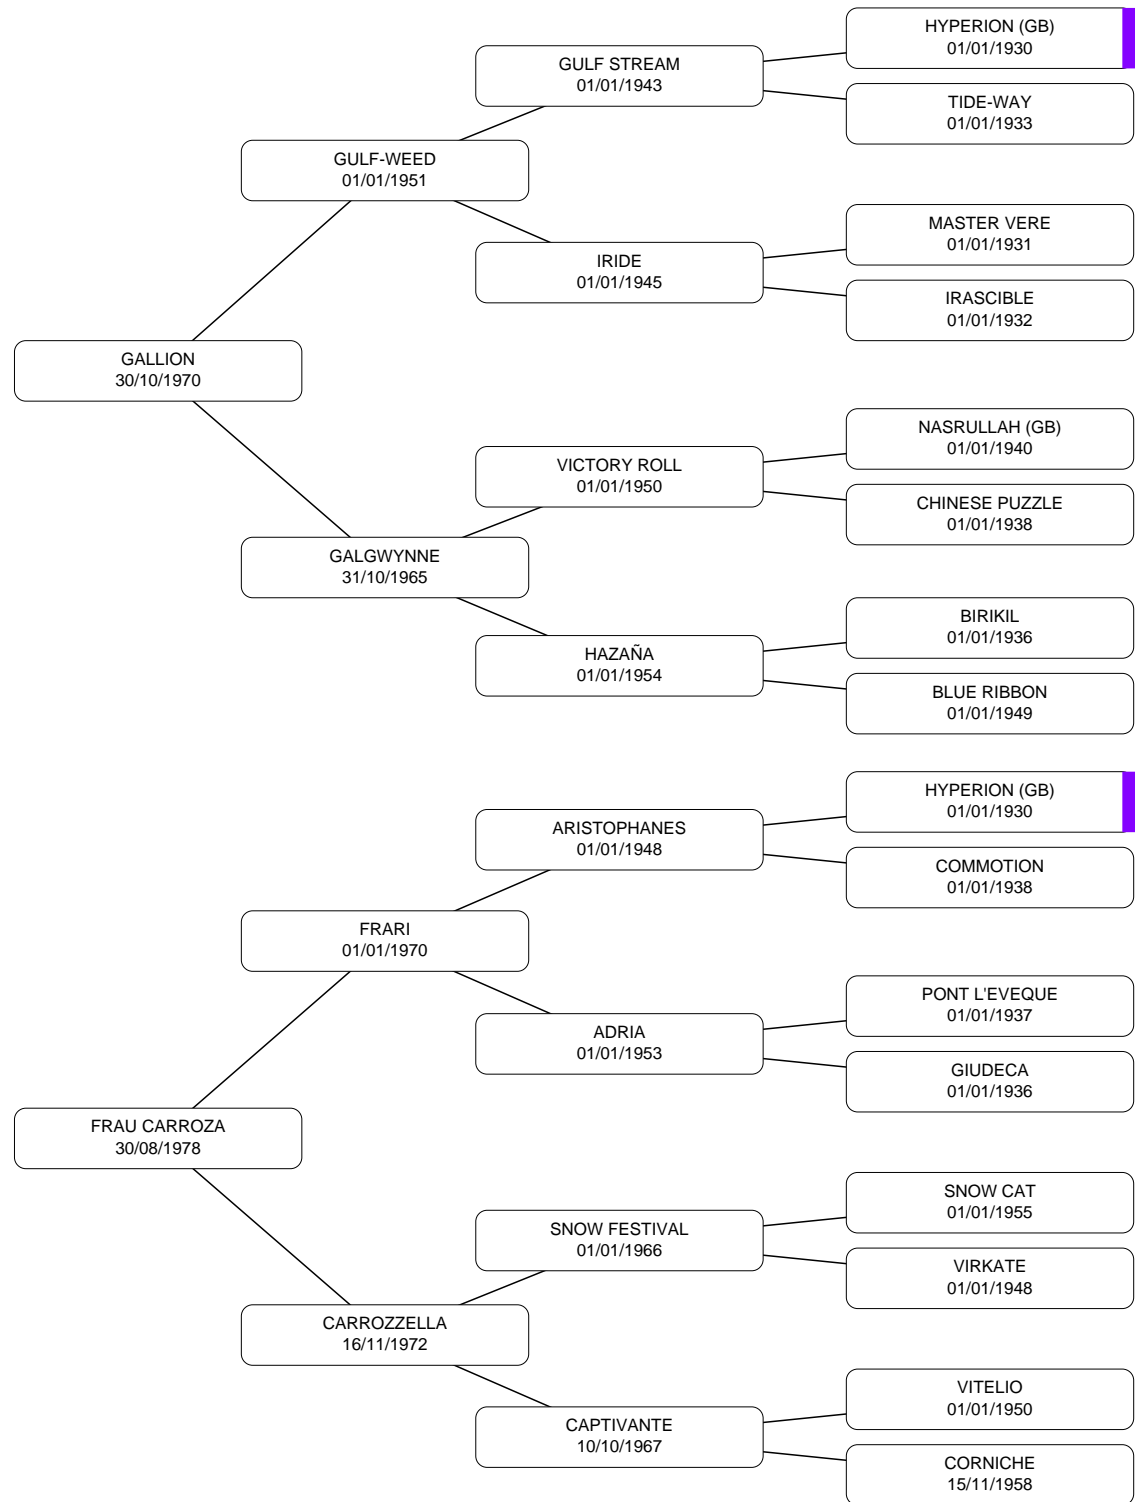 HYPERION (GB)
01/01/1930
GULF STREAM
01/01/1943
TIDE-WAY
01/01/1933
GULF-WEED
01/01/1951
MASTER VERE
01/01/1931
IRIDE
01/01/1945
IRASCIBLE
01/01/1932
GALLION
30/10/1970
NASRULLAH (GB)
01/01/1940
VICTORY ROLL
01/01/1950
CHINESE PUZZLE
01/01/1938
GALGWYNNE
31/10/1965
BIRIKIL
01/01/1936
HAZAÑA
01/01/1954
BLUE RIBBON
01/01/1949
HYPERION (GB)
01/01/1930
ARISTOPHANES
01/01/1948
COMMOTION
01/01/1938
FRARI
01/01/1970
PONT L'EVEQUE
01/01/1937
ADRIA
01/01/1953
GIUDECA
01/01/1936
FRAU CARROZA
30/08/1978
SNOW CAT
01/01/1955
SNOW FESTIVAL
01/01/1966
VIRKATE
01/01/1948
CARROZZELLA
16/11/1972
VITELIO
01/01/1950
CAPTIVANTE
10/10/1967
CORNICHE
15/11/1958